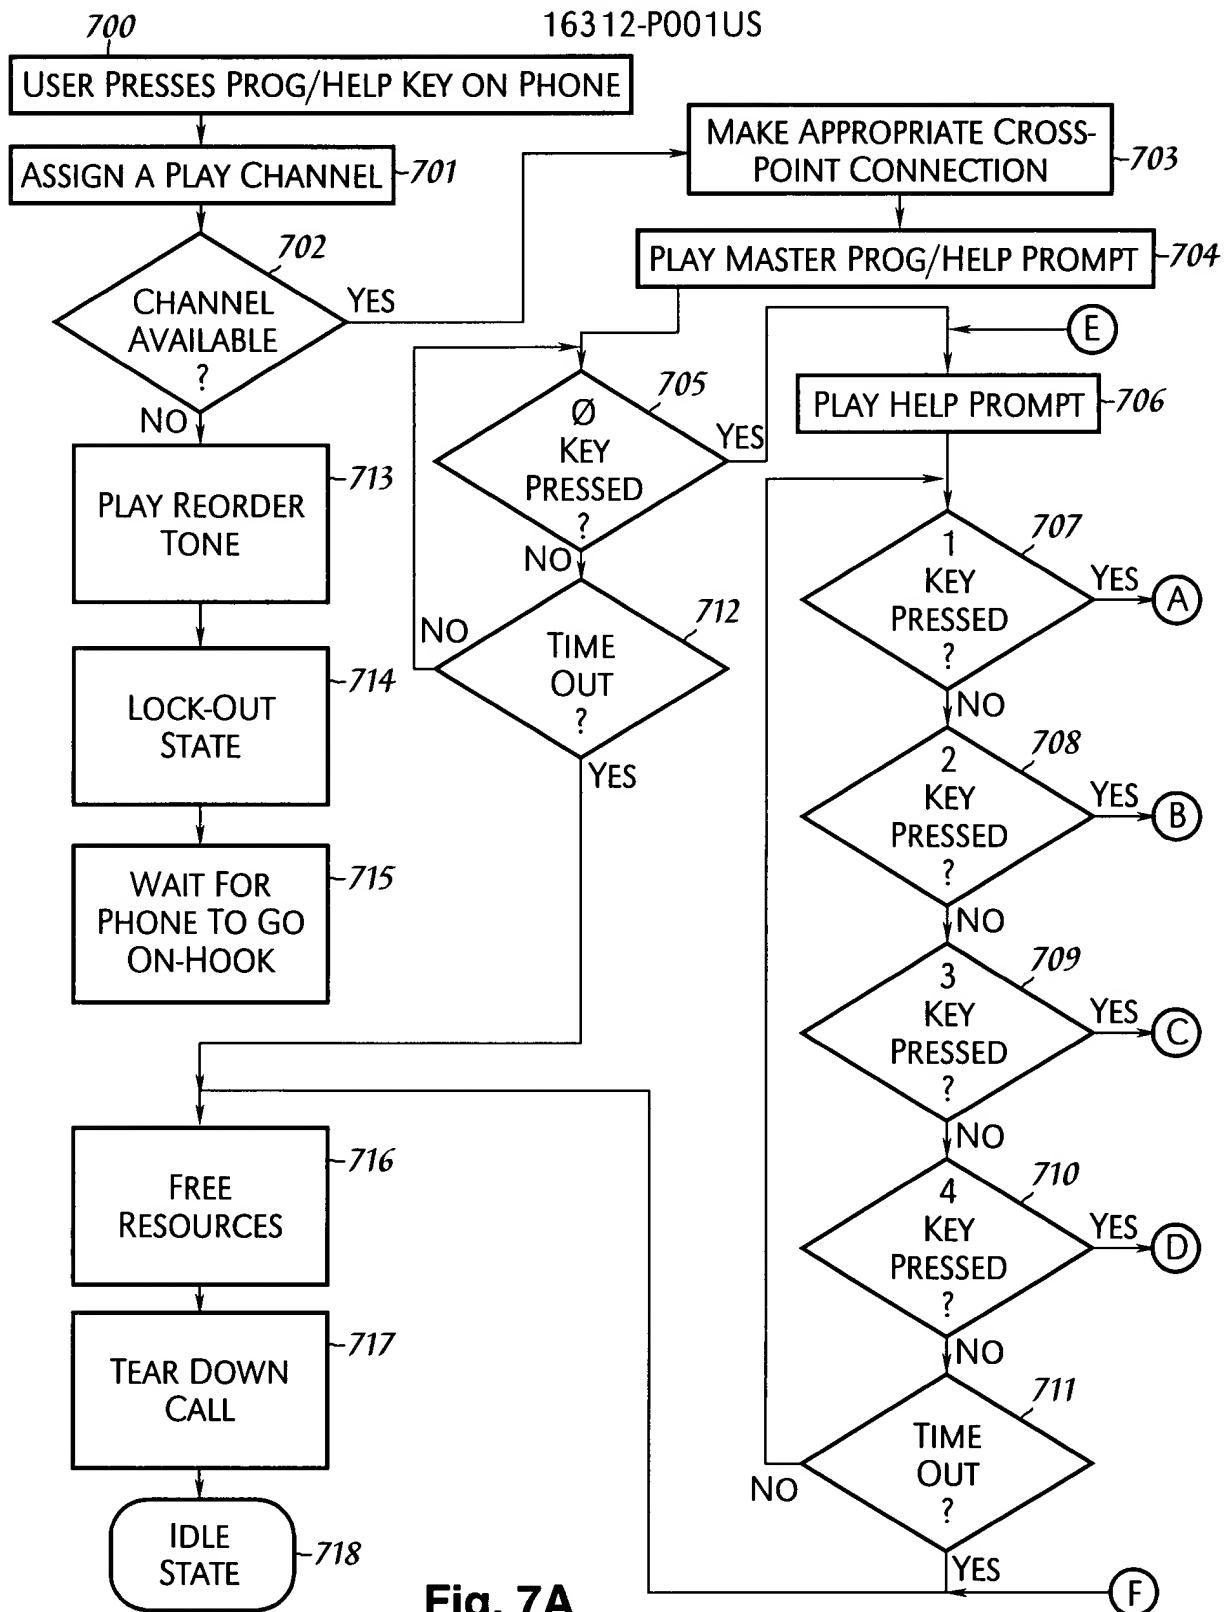 16312-P001US
700
USER PRESSES PROG/HELP KEY ON PHONE
ASSIGN A PLAY CHANNEL
701
702
CHANNEL
AVAILABLE
?
YES
NO
MAKE APPROPRIATE CROSS-
POINT CONNECTION
703
PLAY MASTER PROG/HELP PROMPT
704
E
705
Ø
KEY
PRESSED
?
YES
NO
PLAY HELP PROMPT
706
713
PLAY REORDER
TONE
712
TIME
OUT
?
NO
YES
707
1
KEY
PRESSED
?
YES
A
NO
714
LOCK-OUT
STATE
708
2
KEY
PRESSED
?
YES
B
NO
715
WAIT FOR
PHONE TO GO
ON-HOOK
709
3
KEY
PRESSED
?
YES
C
NO
716
FREE
RESOURCES
710
4
KEY
PRESSED
?
YES
D
NO
717
TEAR DOWN
CALL
711
TIME
OUT
?
NO
YES
F
IDLE
STATE
718
Fig. 7A